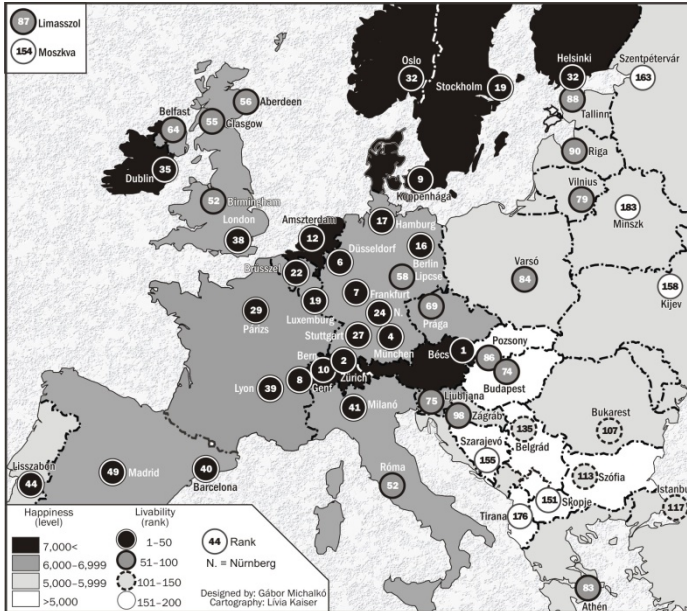 87 Limasszol
154 Moszkva
Oslo
32
Stockholm
19
Helsinki
32
Szentpétervár
163
88
Tallinn
90
Riga
Vilnius
79
183
Minszk
158
Kijev
56
Aberdeen
55
Glasgow
Belfast
64
Dublin
35
52
Birmingham
London
38
9
Koppenhága
Amszterdam
12
17
Hamburg
16
Berlin
Düsseldorf
6
58
Lipcse
Brüsszel
22
7
Frankfurt
19
Luxemburg
24
N.
69
Praga
Varsó
84
29
Párizs
Stuttgart
27
4
München
Bécs
1
Pozsony
86
74
Budapest
Bern
10
2
Zürich
8
Genf
Lyon
39
41
Milanó
75
Ljubljana
98
Zágráb
135
Belgrád
Bukarest
107
Szarajevó
155
113
Szófia
151
Skopje
Tirana
176
Istanbul
117
83
Athén
Róma
52
Lisszabon
44
49
Madrid
40
Barcelona
Happiness
(level)
7,000<
6,000–6,999
5,000–5,999
>5,000
Livability
(rank)
1–50
51–100
101–150
151–200
44 Rank
N. = Nürnberg
Designed by: Gábor Michalkó
Cartography: Lívia Kaiser